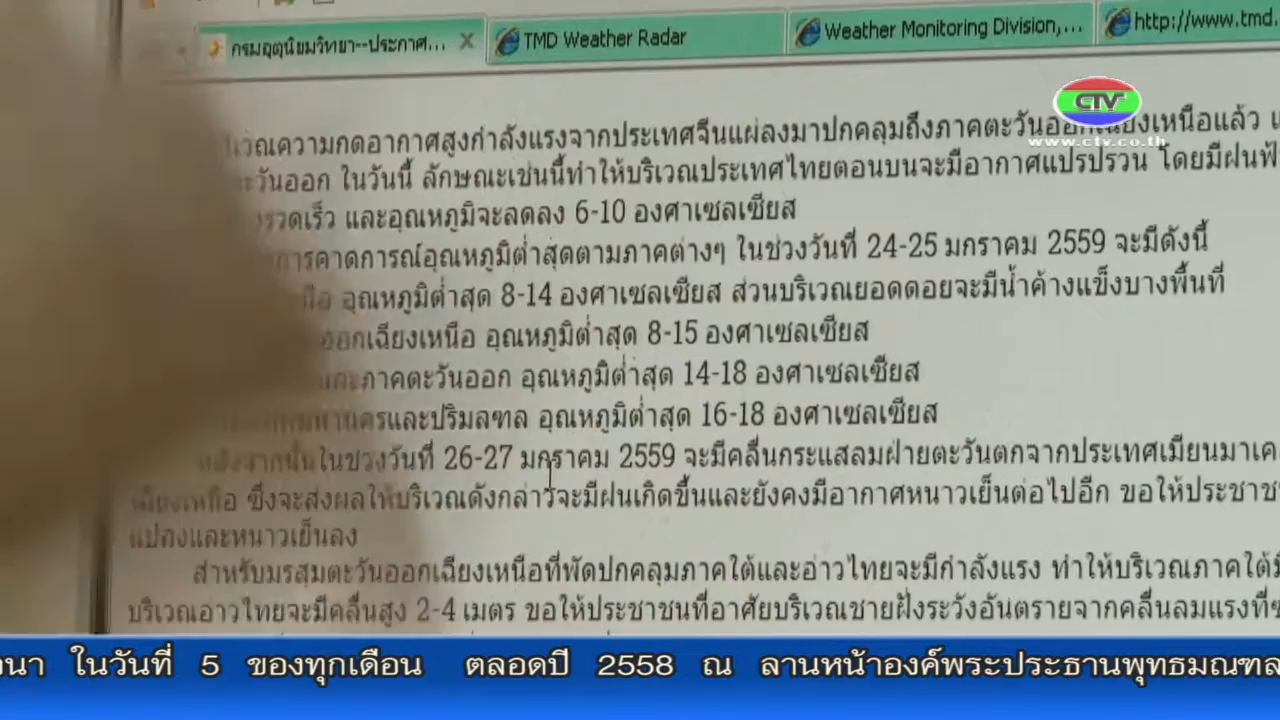 กรมอุตุนิยมวิทยา--ประกาศ...
TMD Weather Radar
Weather Monitoring Division,...
http://www.tmd.
CTV
www.ctv.co.th
ความกดอากาศสูงกำลังแรงจากประเทศจีนแผ่ลงมาปกคลุมถึงภาคตะวันออกเฉียงเหนือแล้ว
ตะวันออก ในวันนี้ ลักษณะเช่นนี้ทำให้บริเวณประเทศไทยตอนบนจะมีอากาศแปรปรวน โดยมีฝนฟ้
รวดเร็ว และอุณหภูมิจะลดลง 6-10 องศาเซลเซียส
การคาดการณ์อุณหภูมิต่ำสุดตามภาคต่างๆ ในช่วงวันที่ 24-25 มกราคม 2559 จะมีดังนี้
อุณหภูมิต่ำสุด 8-14 องศาเซลเซียส ส่วนบริเวณยอดดอยจะมีน้ำค้างแข็งบางพื้นที่
ออกเฉียงเหนือ อุณหภูมิต่ำสุด 8-15 องศาเซลเซียส
และภาคตะวันออก อุณหภูมิต่ำสุด 14-18 องศาเซลเซียส
นครและปริมลฑล อุณหภูมิต่ำสุด 16-18 องศาเซลเซียส
หลังจากนั้นในช่วงวันที่ 26-27 มกราคม 2559 จะมีคลื่นกระแสลมฝ่ายตะวันตกจากประเทศเมียนมาเค
เฉียงเหนือ ซึ่งจะส่งผลให้บริเวณดังกล่าวจะมีฝนเกิดขึ้นและยังคงมีอากาศหนาวเย็นต่อไปอีก ขอให้ประชาช
แปลงและหนาวเย็นลง
สำหรับมรสุมตะวันออกเฉียงเหนือที่พัดปกคลุมภาคใต้และอ่าวไทยจะมีกำลังแรง ทำให้บริเวณภาคใต้มี
บริเวณอ่าวไทยจะมีคลื่นสูง 2-4 เมตร ขอให้ประชาชนที่อาศัยบริเวณชายฝั่งระวังอันตรายจากคลื่นลมแรงที่ซ
นา ในวันที่ 5 ของทุกเดือน ตลอดปี 2558 ณ ลานหน้าองค์พระประธานพุทธมณฑล